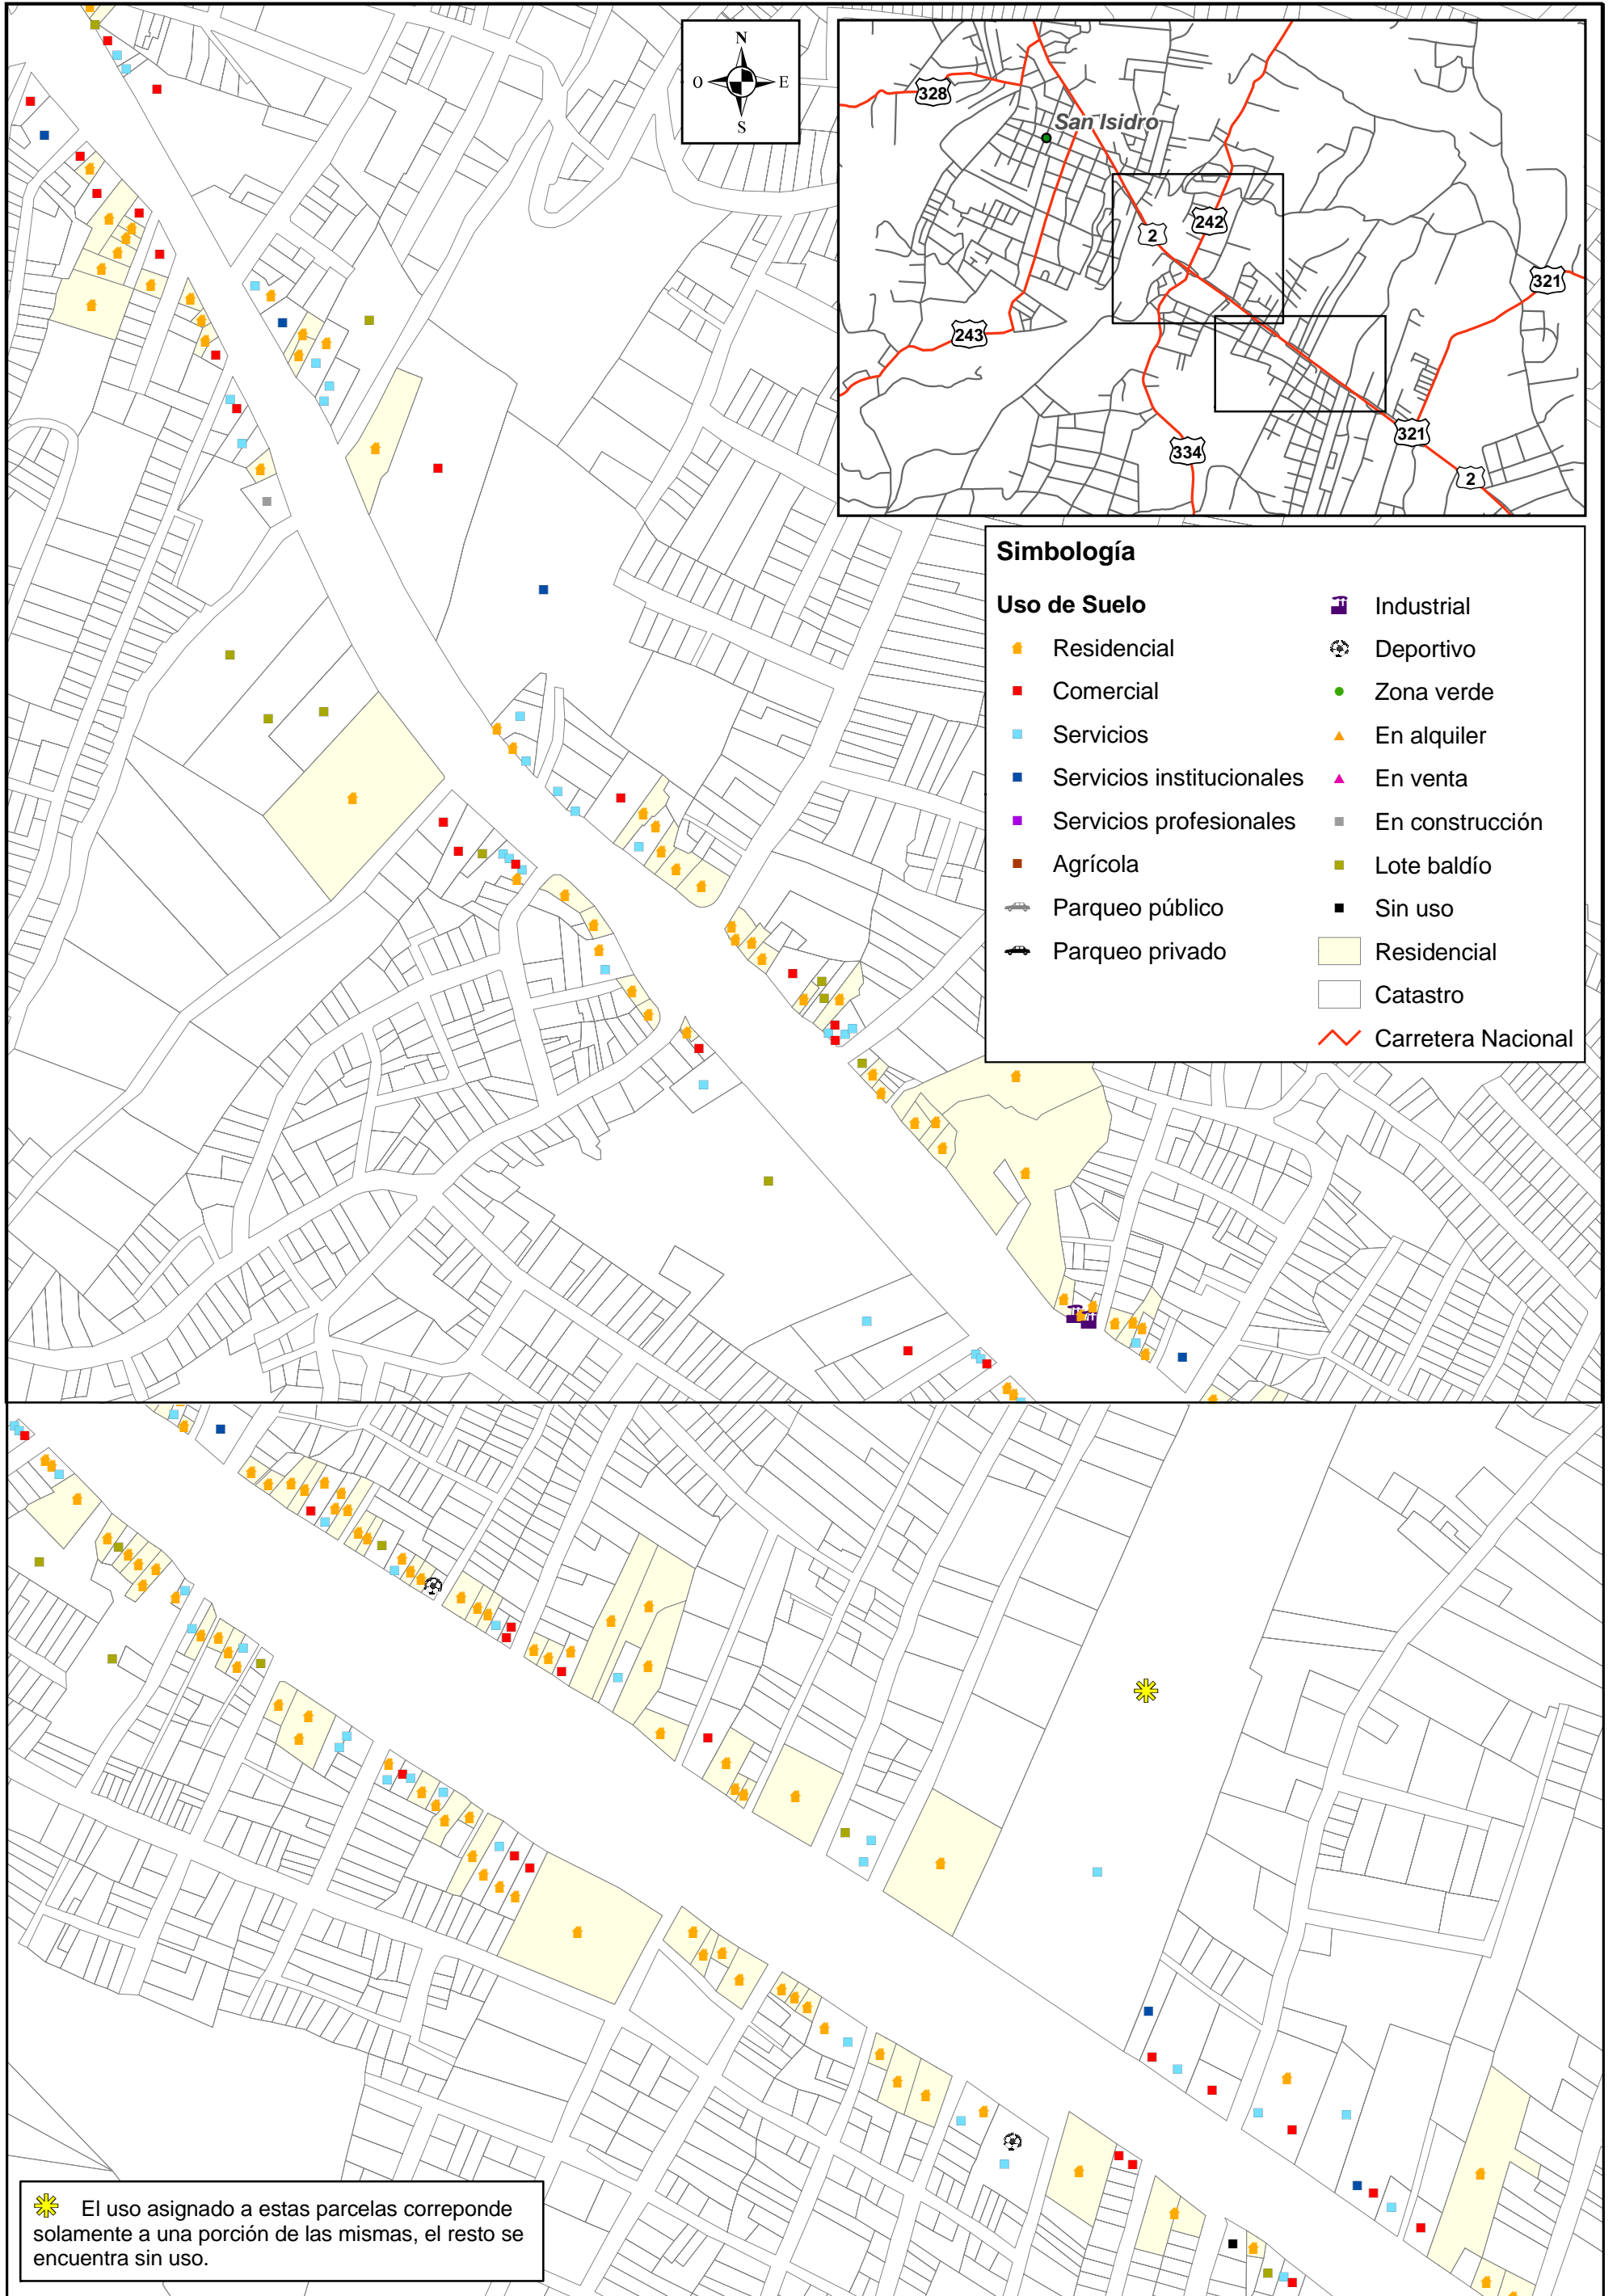 N
O E
S
328
San Isidro
242
2
321
243
321
334
2
Simbología
Uso de Suelo
Residencial
Comercial
Servicios
Servicios institucionales
Servicios profesionales
Agrícola
Parqueo público
Parqueo privado
Industrial
Deportivo
Zona verde
En alquiler
En venta
En construcción
Lote baldío
Sin uso
Residencial
Catastro
Carretera Nacional
El uso asignado a estas parcelas correponde
solamente a una porción de las mismas, el resto se
encuentra sin uso.